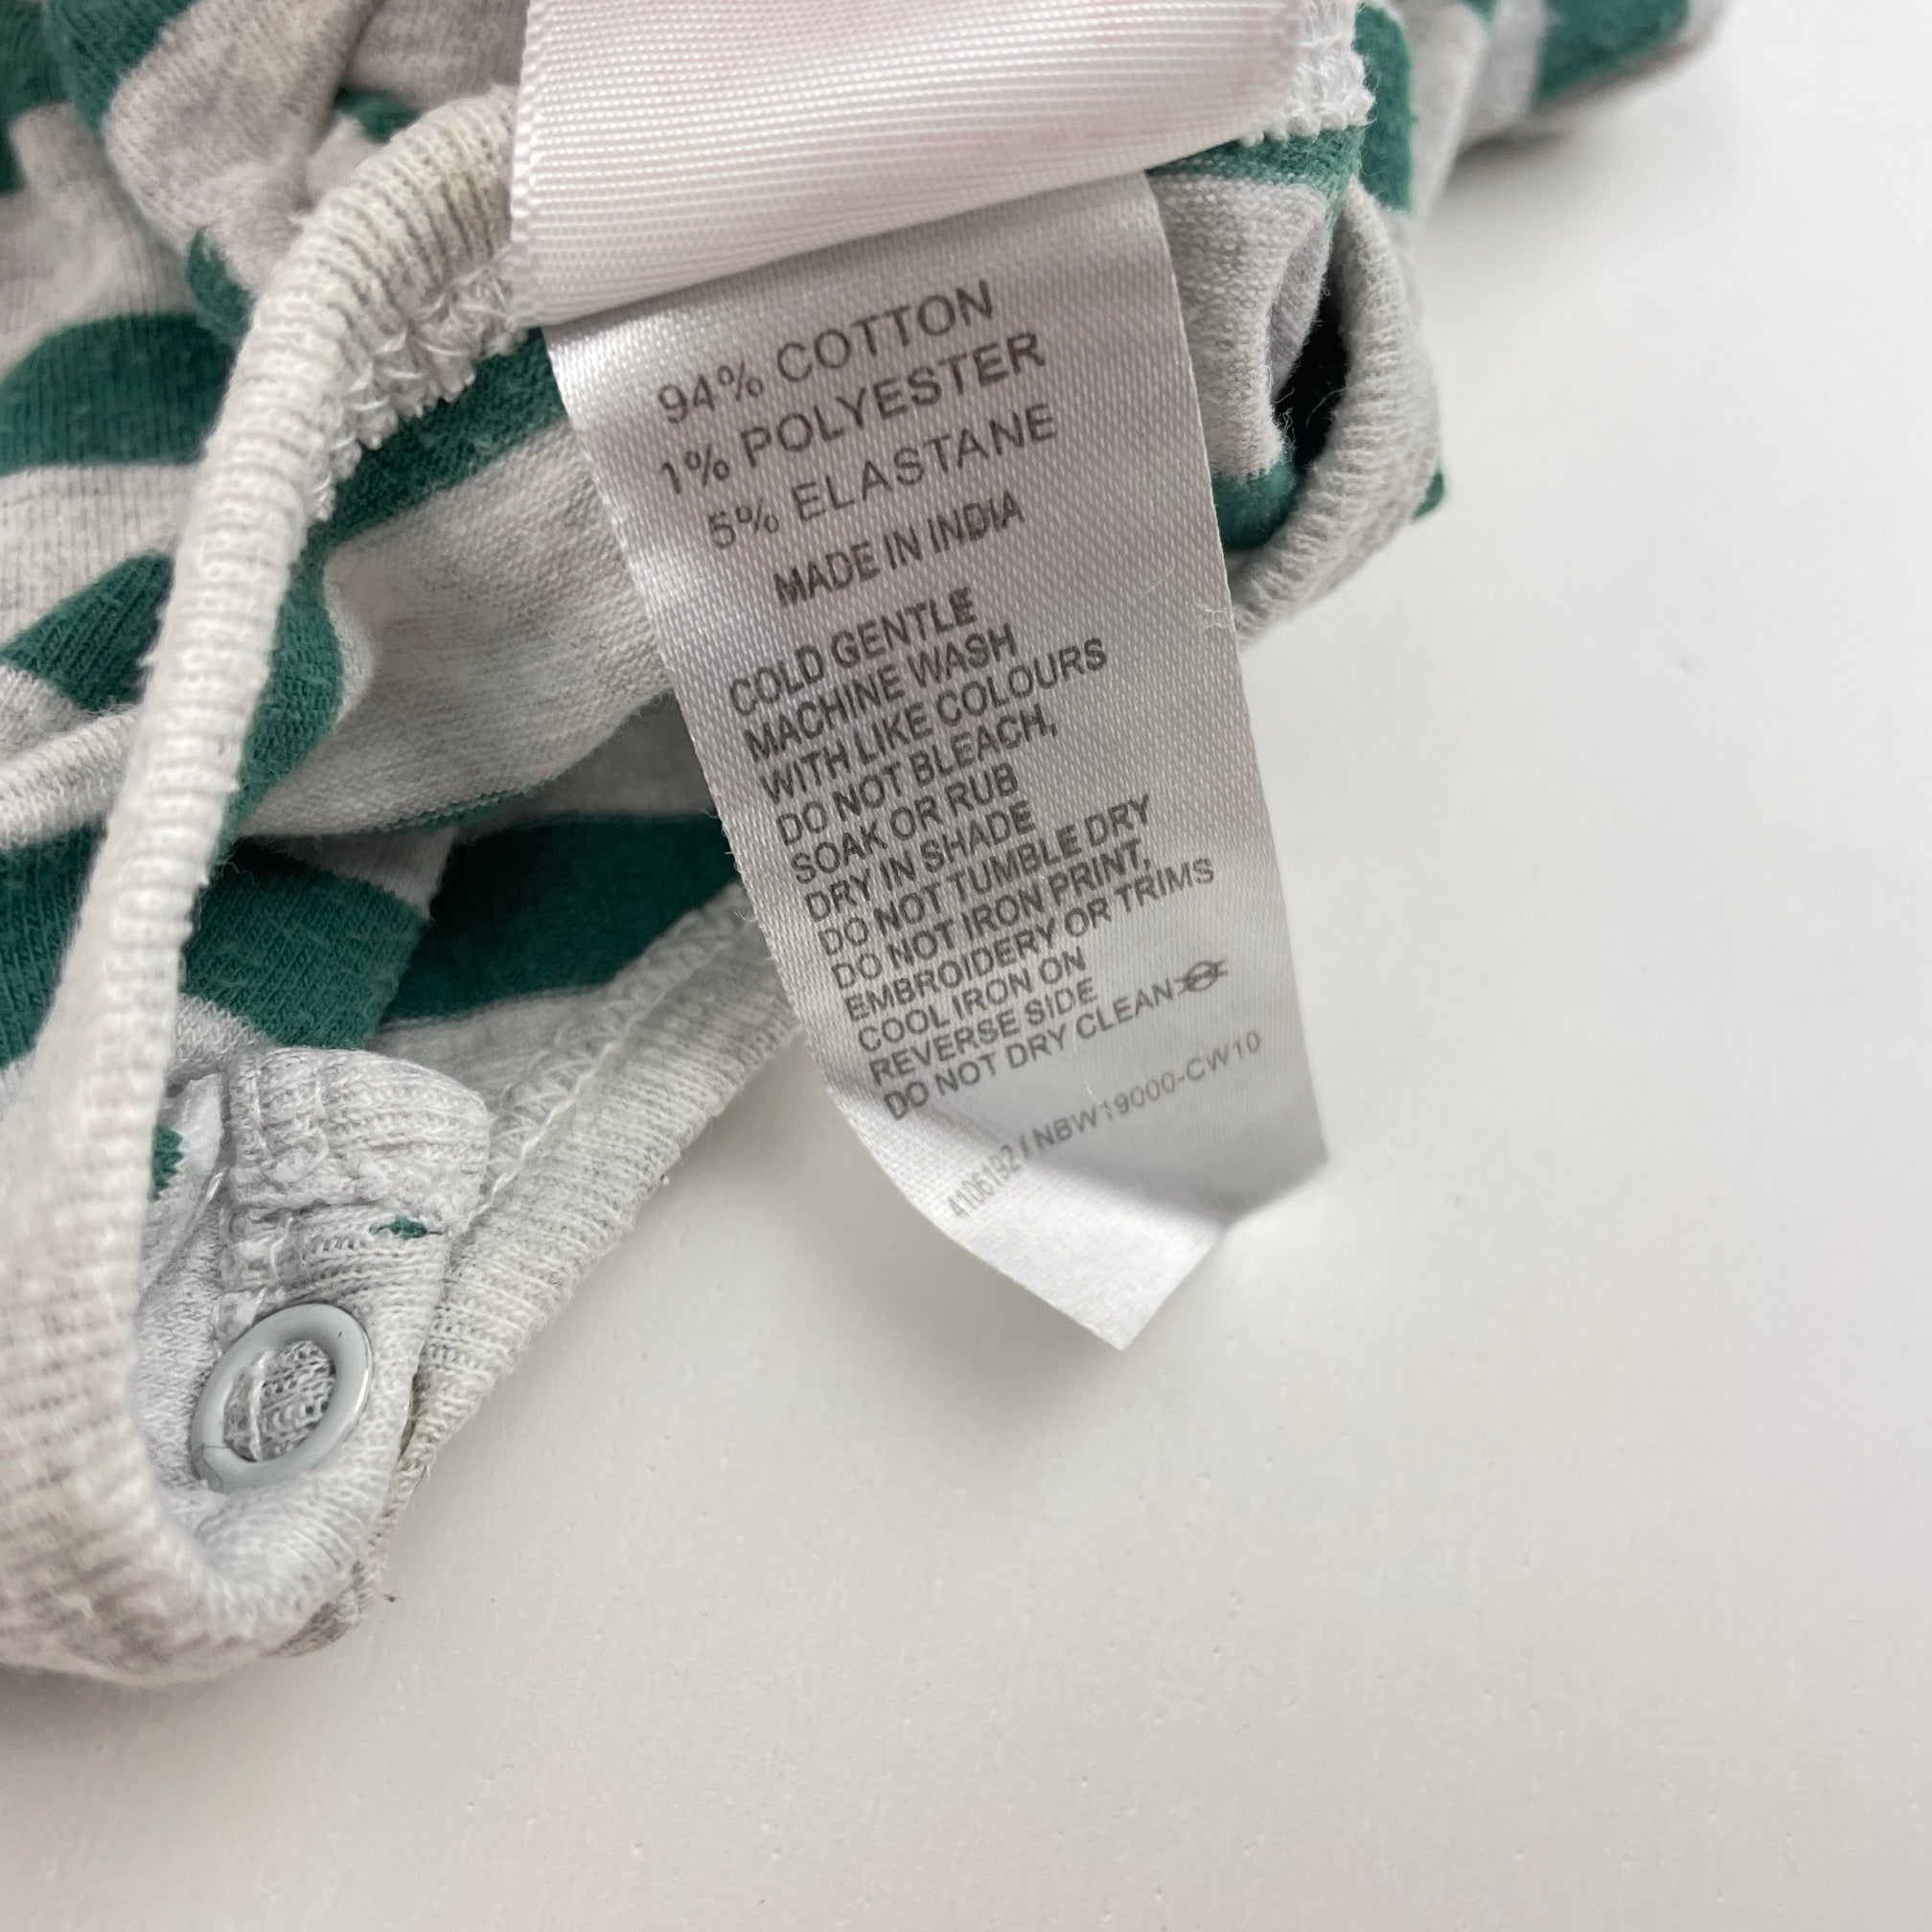 94% COTTON
1% POLYESTER
5% ELASTANE
MADE IN INDIA
COLD GENTLE
MACHINE WASH
WITH LIKE COLOURS
DO NOT BLEACH,
SOAK OR RUB
DRY IN SHADE
DO NOT TUMBLE DRY
DO NOT IRON PRINT,
EMBROIDERY OR TRIMS
COOL IRON ON
REVERSE SIDE
DO NOT DRY CLEAN
4106192 / NBW19000-CW10